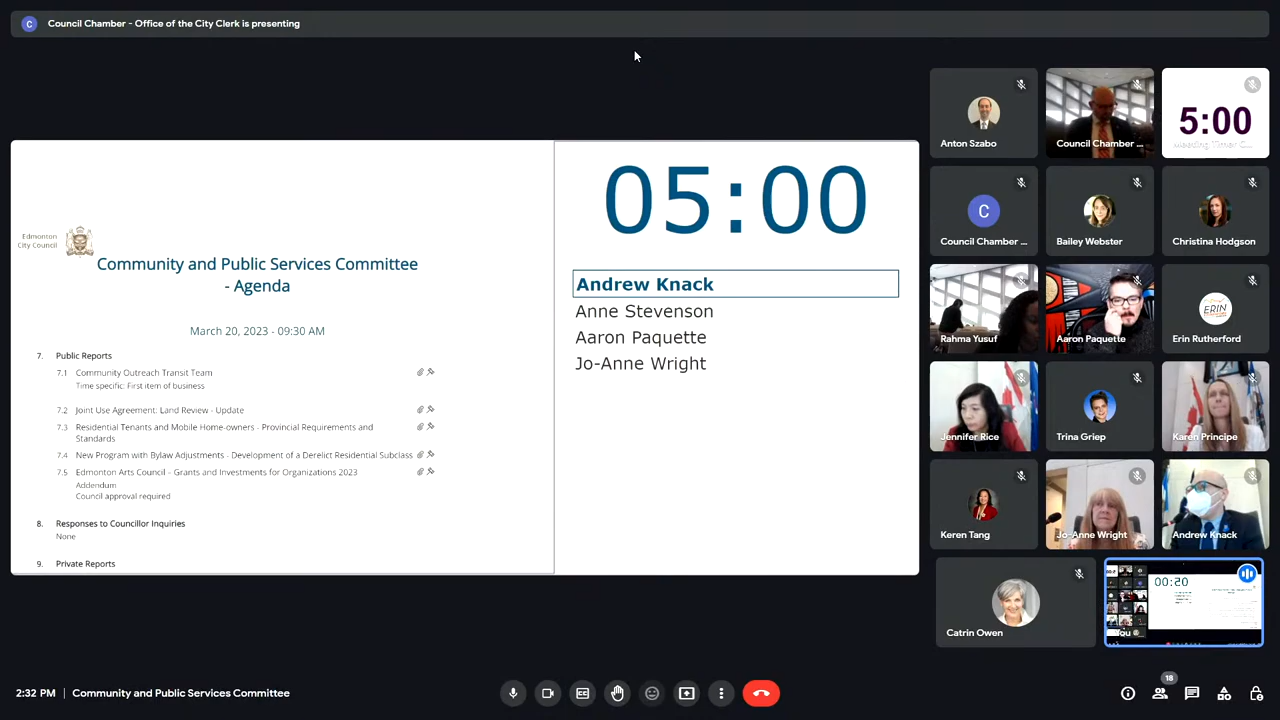 C Council Chamber - Office of the City Clerk is presenting
Edmonton
City Council
Community and Public Services Committee
- Agenda
March 20, 2023 - 09:30 AM
7. Public Reports
7.1 Community Outreach Transit Team
Time specific: First item of business
7.2 Joint Use Agreement: Land Review - Update
7.3 Residential Tenants and Mobile Home-owners - Provincial Requirements and
Standards
7.4 New Program with Bylaw Adjustments - Development of a Derelict Residential Subclass
7.5 Edmonton Arts Council - Grants and Investments for Organizations 2023
Addendum
Council approval required
8. Responses to Councillor Inquiries
None
9. Private Reports
05:00
Andrew Knack
Anne Stevenson
Aaron Paquette
Jo-Anne Wright
Anton Szabo
Council Chamber ...
5:00
Meeting Timer C...
C
Council Chamber ...
Bailey Webster
Christina Hodgson
Rahma Yusuf
Aaron Paquette
ERIN
Erin Rutherford
Jennifer Rice
Trina Griep
Karen Principe
Keren Tang
Jo-Anne Wright
Andrew Knack
Catrin Owen
00:20
You
2:32 PM | Community and Public Services Committee
18